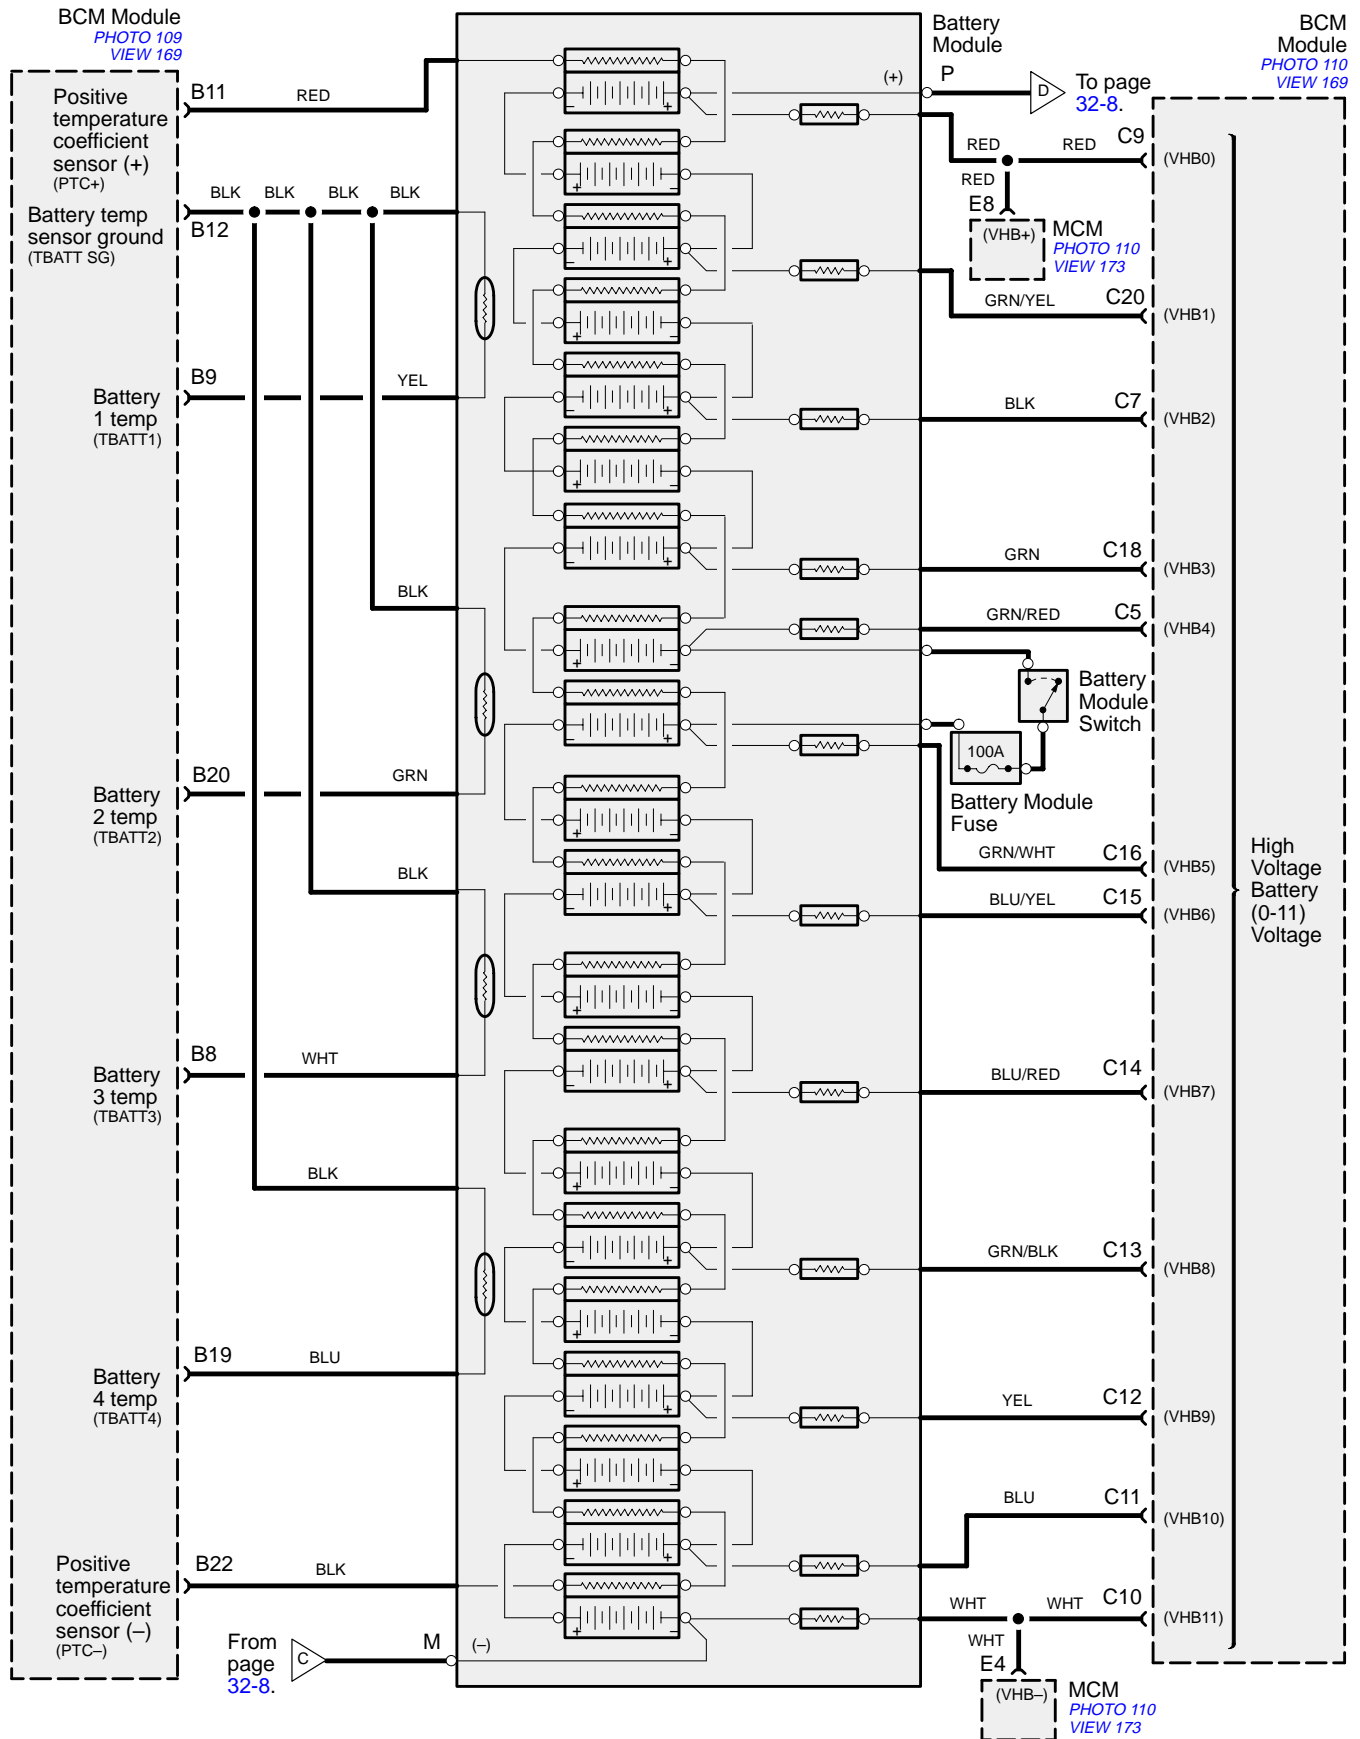 BCM Module
PHOTO 109
VIEW 169
Battery
Module
BCM
Module
PHOTO 110
VIEW 169
Positive
temperature
coefficient
sensor (+)
(PTC+)
B11
RED
(+)
P
D
To page
32-8.
RED
RED
C9
(VHB0)
RED
E8
(VHB+)
MCM
PHOTO 110
VIEW 173
BLK
BLK
BLK
BLK
Battery temp
sensor ground
(TBATT SG)
B12
GRN/YEL
C20
(VHB1)
B9
YEL
Battery
1 temp
(TBATT1)
BLK
C7
(VHB2)
GRN
C18
(VHB3)
BLK
GRN/RED
C5
(VHB4)
Battery
Module
Switch
100A
Battery Module
Fuse
B20
GRN
Battery
2 temp
(TBATT2)
GRN/WHT
C16
(VHB5)
BLK
BLU/YEL
C15
(VHB6)
High
Voltage
Battery
(0-11)
Voltage
B8
WHT
Battery
3 temp
(TBATT3)
BLU/RED
C14
(VHB7)
BLK
GRN/BLK
C13
(VHB8)
B19
BLU
Battery
4 temp
(TBATT4)
YEL
C12
(VHB9)
BLU
C11
(VHB10)
Positive
temperature
coefficient
sensor (–)
(PTC–)
B22
BLK
WHT
WHT
C10
(VHB11)
From
page
32-8.
C
M
(–)
WHT
E4
(VHB–)
MCM
PHOTO 110
VIEW 173